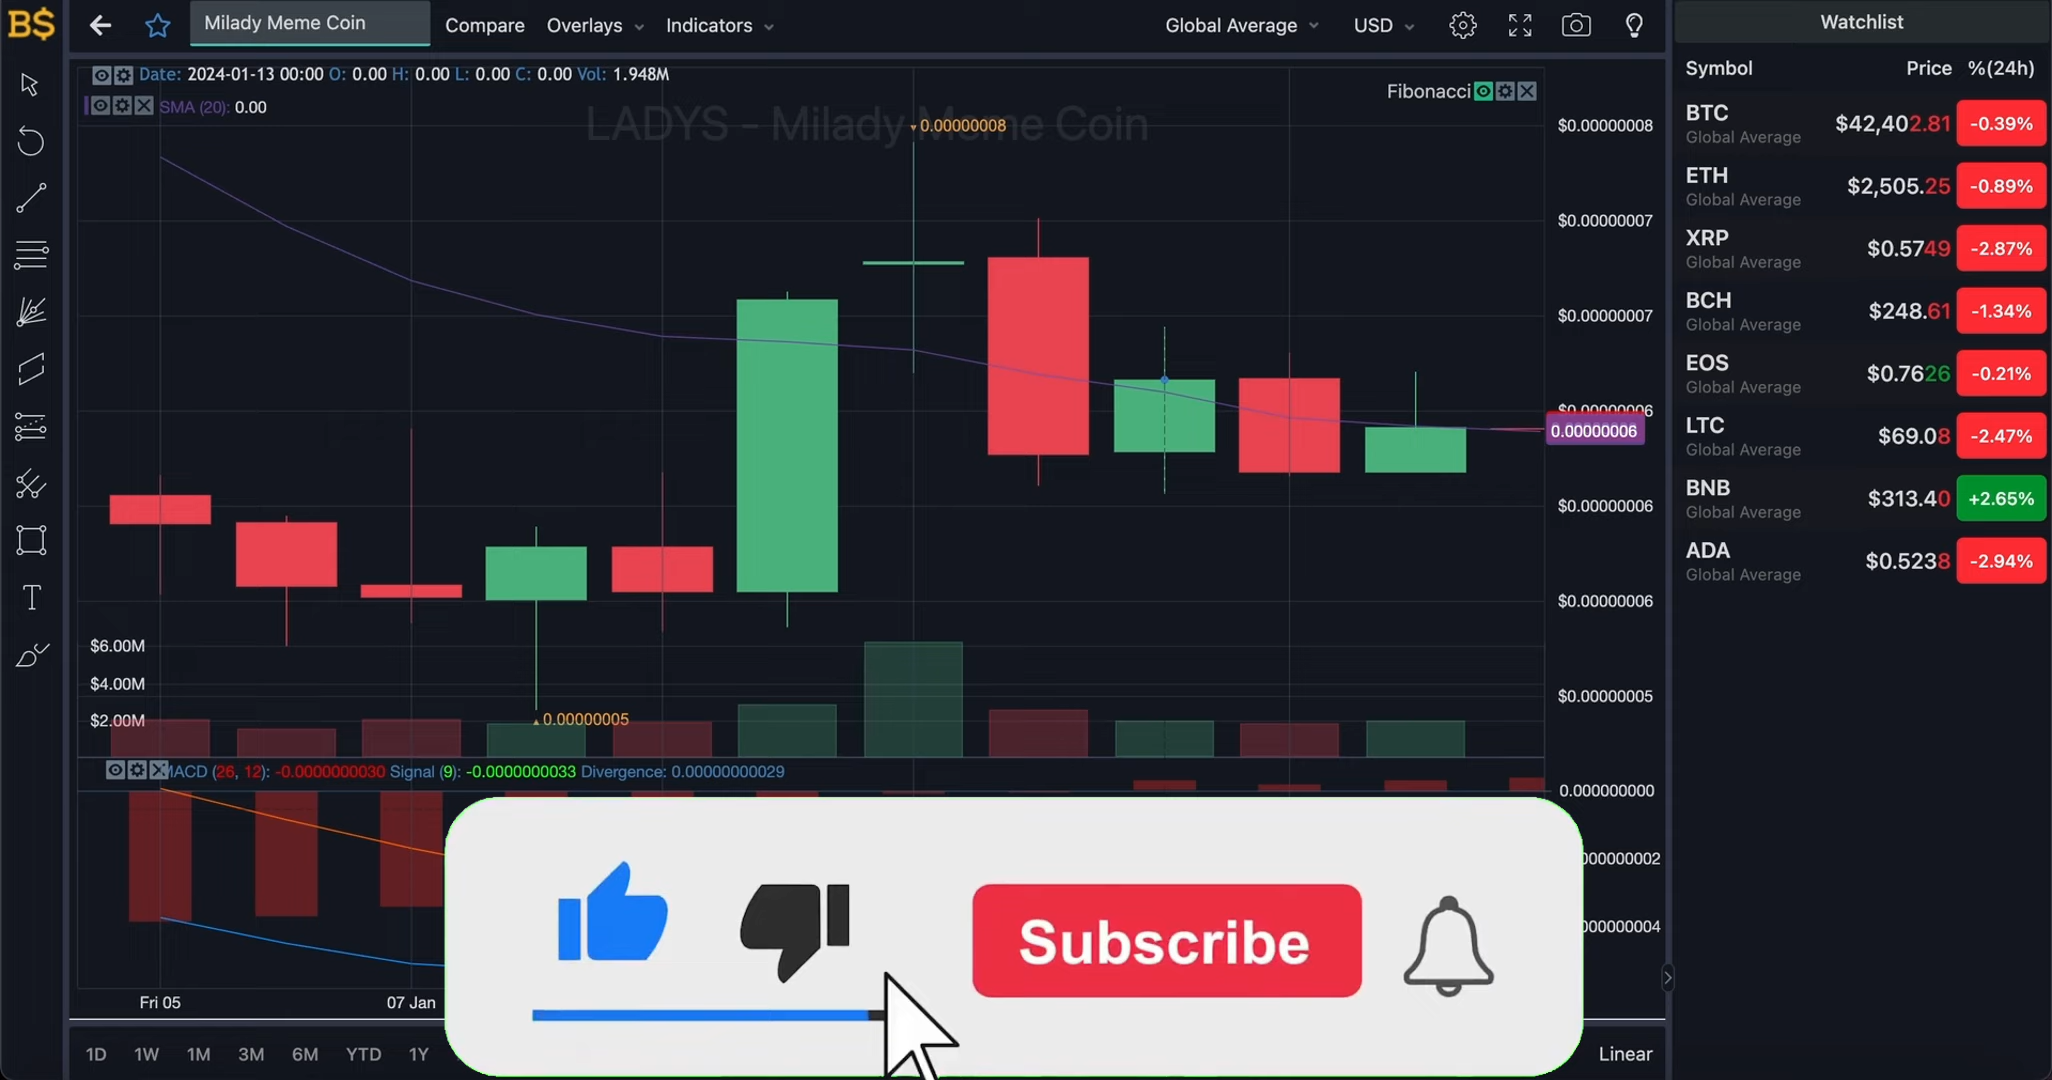 B$
Milady Meme Coin
Compare
Overlays
Indicators
Global Average
USD
Date: 2024-01-13 00:00 O: 0.00 H: 0.00 L: 0.00 C: 0.00 Vol: 1.948M
SMA (20): 0.00
Fibonacci
LADYS - Milady Meme Coin
0.00000008
$0.00000008
$0.00000007
$0.00000007
$0.00000006
0.00000006
$0.00000006
$0.00000006
$0.00000005
$6.00M
$4.00M
$2.00M
0.00000005
MACD (26, 12): -0.0000000030 Signal (9): -0.0000000033 Divergence: 0.00000000029
0.000000000
000000002
000000004
Fri 05
07 Jan
1D 1W 1M 3M 6M YTD 1Y
Linear
Subscribe
Watchlist
Symbol Price %(24h)
BTC $42,402.81 -0.39%
Global Average
ETH $2,505.25 -0.89%
Global Average
XRP $0.5749 -2.87%
Global Average
BCH $248.61 -1.34%
Global Average
EOS $0.7626 -0.21%
Global Average
LTC $69.08 -2.47%
Global Average
BNB $313.40 +2.65%
Global Average
ADA $0.5238 -2.94%
Global Average